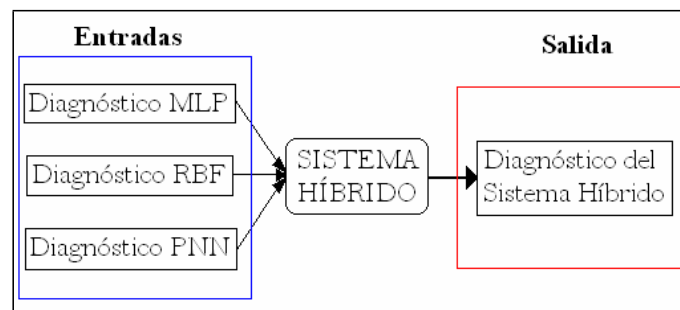 Entradas
Salida
Diagnóstico MLP
Diagnóstico RBF
Diagnóstico PNN
SISTEMA
HÍBRIDO
Diagnóstico del
Sistema Híbrido